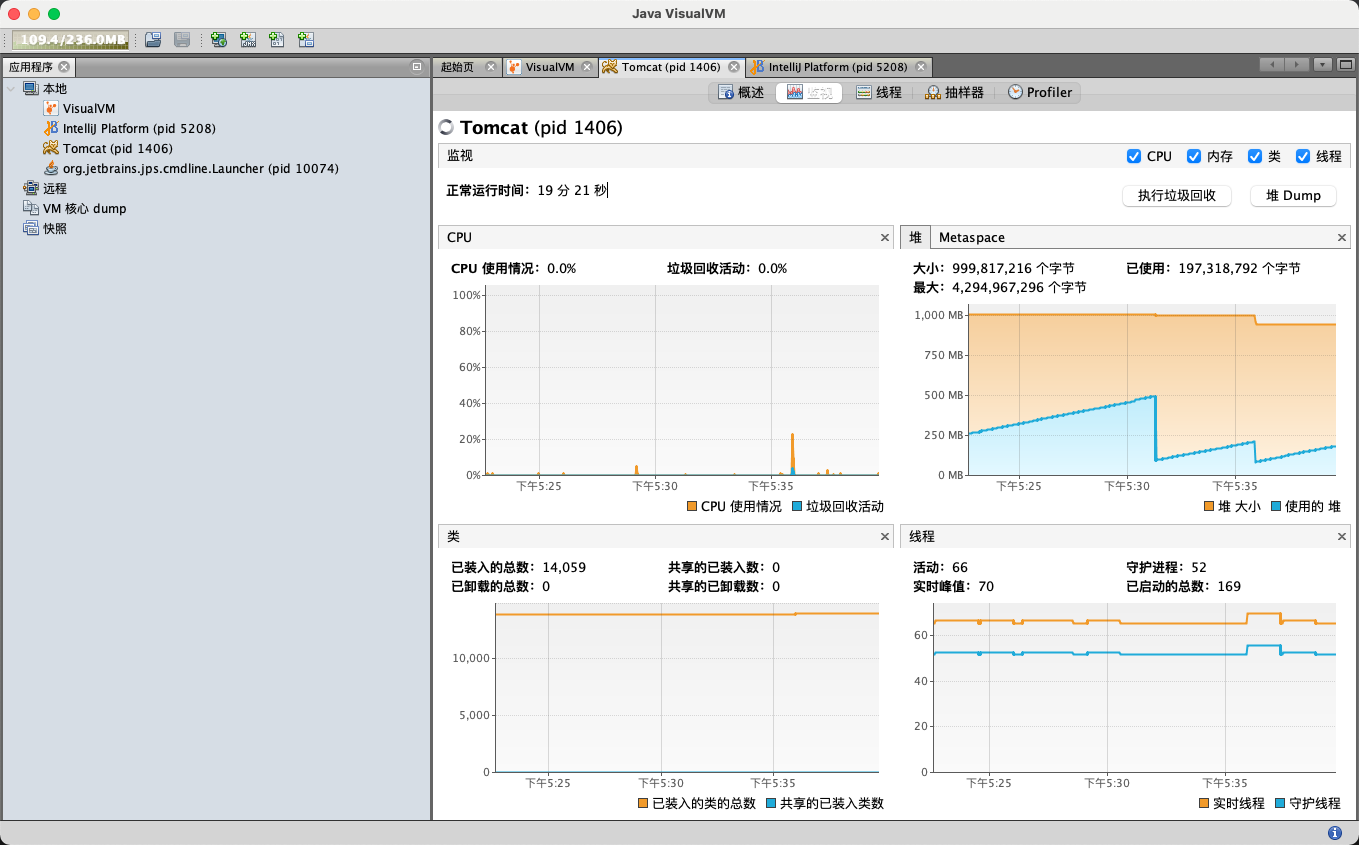 Java VisualVM
109.4/236.0MB
应用程序
起始页 VisualVM Tomcat (pid 1406) IntelliJ Platform (pid 5208)
本地
VisualVM
IntelliJ Platform (pid 5208)
Tomcat (pid 1406)
org.jetbrains.jps.cmdline.Launcher (pid 10074)
远程
VM 核心 dump
快照
概述 监视 线程 抽样器 Profiler
Tomcat (pid 1406)
监视 CPU 内存 类 线程
正常运行时间: 19 分 21 秒
执行垃圾回收 堆 Dump
CPU
CPU 使用情况: 0.0% 垃圾回收活动: 0.0%
100%
80%
60%
40%
20%
0%
下午5:25 下午5:30 下午5:35
CPU 使用情况 垃圾回收活动
堆 Metaspace
大小: 999,817,216 个字节 已使用: 197,318,792 个字节
最大: 4,294,967,296 个字节
1,000 MB
750 MB
500 MB
250 MB
0 MB
下午5:25 下午5:30 下午5:35
堆 大小 使用的 堆
类
已装入的总数: 14,059 共享的已装入数: 0
已卸载的总数: 0 共享的已卸载数: 0
10,000
5,000
0
下午5:25 下午5:30 下午5:35
已装入的类的总数 共享的已装入类数
线程
活动: 66 守护进程: 52
实时峰值: 70 已启动的总数: 169
60
40
20
0
下午5:25 下午5:30 下午5:35
实时线程 守护线程